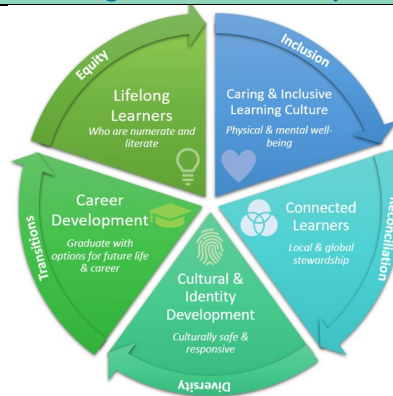 Equity
Inclusion
Lifelong
Learners
Who are numerate and
literate
Caring & Inclusive
Learning Culture
Physical & mental well-
being
Career
Development
Graduate with
options for future life
& career
Connected
Learners
Local & global
stewardship
Transitions
Reconciliation
Cultural &
Identity
Development
Culturally safe &
responsive
Diversity